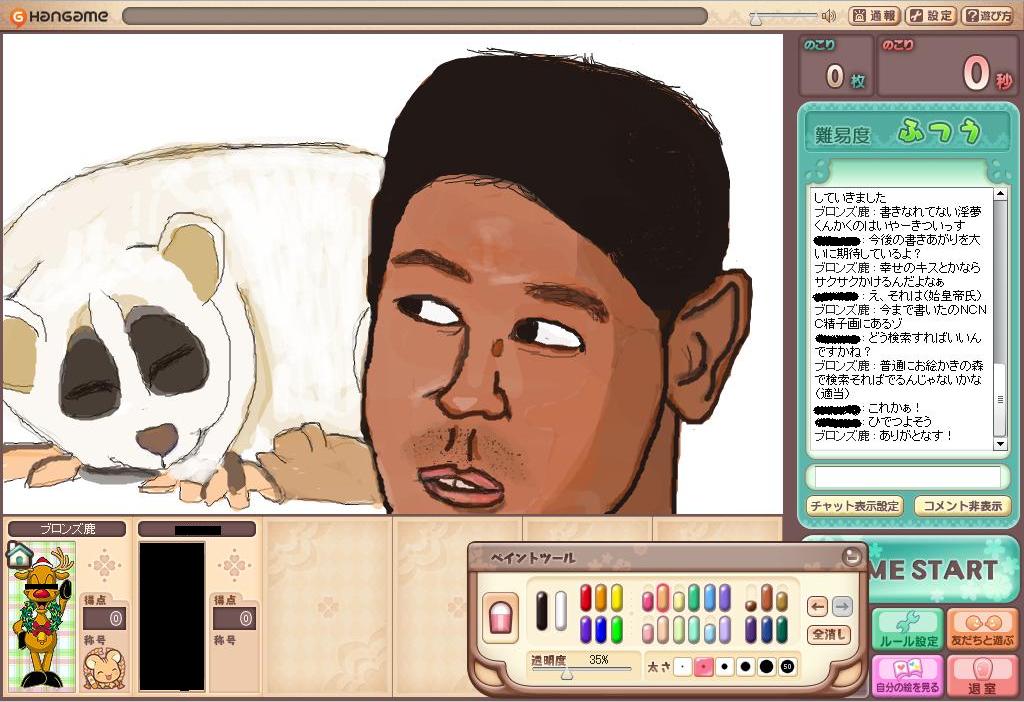 Hangame
通報
設定
遊び方
のこり
0枚
のこり
0秒
難易度 ふつう
していきました
ブロンズ鹿 : 書きなれてない淫夢
くんかくのはいやーきついっす
: 今後の書きあがりを大
いに期待しているよ?
ブロンズ鹿 : 幸せのキスとかなら
サクサクかけるんだよなぁ
: え、それは(始皇帝氏)
ブロンズ鹿 : 今まで書いたのNCN
C精子画にあるゾ
: どう検索すればいいん
ですかね?
ブロンズ鹿 : 普通にお絵かきの森
で検索そればでるんじゃないかな
(適当)
: これかぁ!
: ひでつよそう
ブロンズ鹿 : ありがとなす!
チャット表示設定
コメント非表示
ブロンズ鹿
得点
0
称号
得点
0
称号
ペイントツール
透明度 35%
太さ
50
全消し
ME START
ルール設定
友だちと遊ぶ
自分の絵を見る
退室